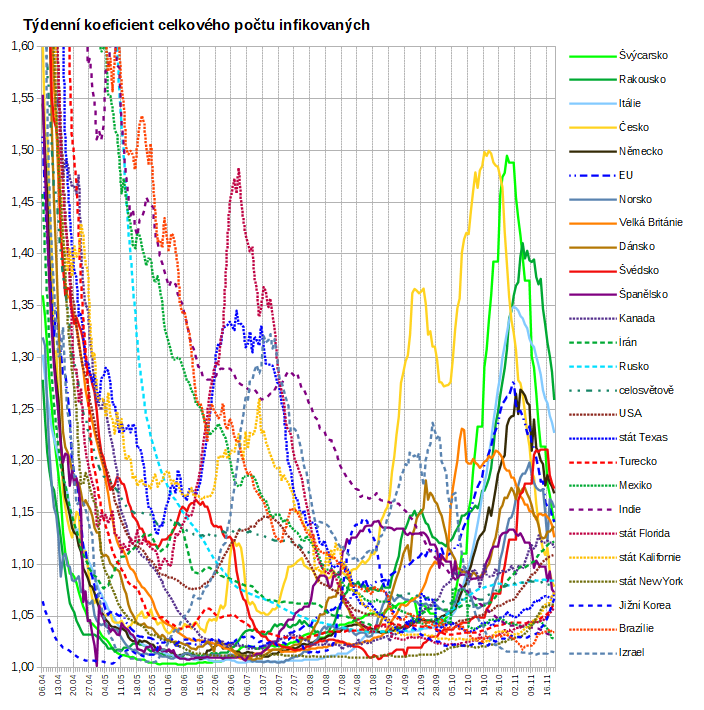 Týdenní koeficient celkového počtu infikovaných
1,60
1,55
1,50
1,45
1,40
1,35
1,30
1,25
1,20
1,15
1,10
1,05
1,00
06.04
13.04
20.04
27.04
04.05
11.05
18.05
25.05
01.06
08.06
15.06
22.06
29.06
06.07
13.07
20.07
27.07
03.08
10.08
17.08
24.08
31.08
07.09
14.09
21.09
28.09
05.10
12.10
19.10
26.10
02.11
09.11
16.11
Švýcarsko
Rakousko
Itálie
Česko
Německo
EU
Norsko
Velká Británie
Dánsko
Švédsko
Španělsko
Kanada
Irán
Rusko
celosvětově
USA
stát Texas
Turecko
Mexiko
Indie
stát Florida
stát Kalifornie
stát NewYork
Jižní Korea
Brazílie
Izrael